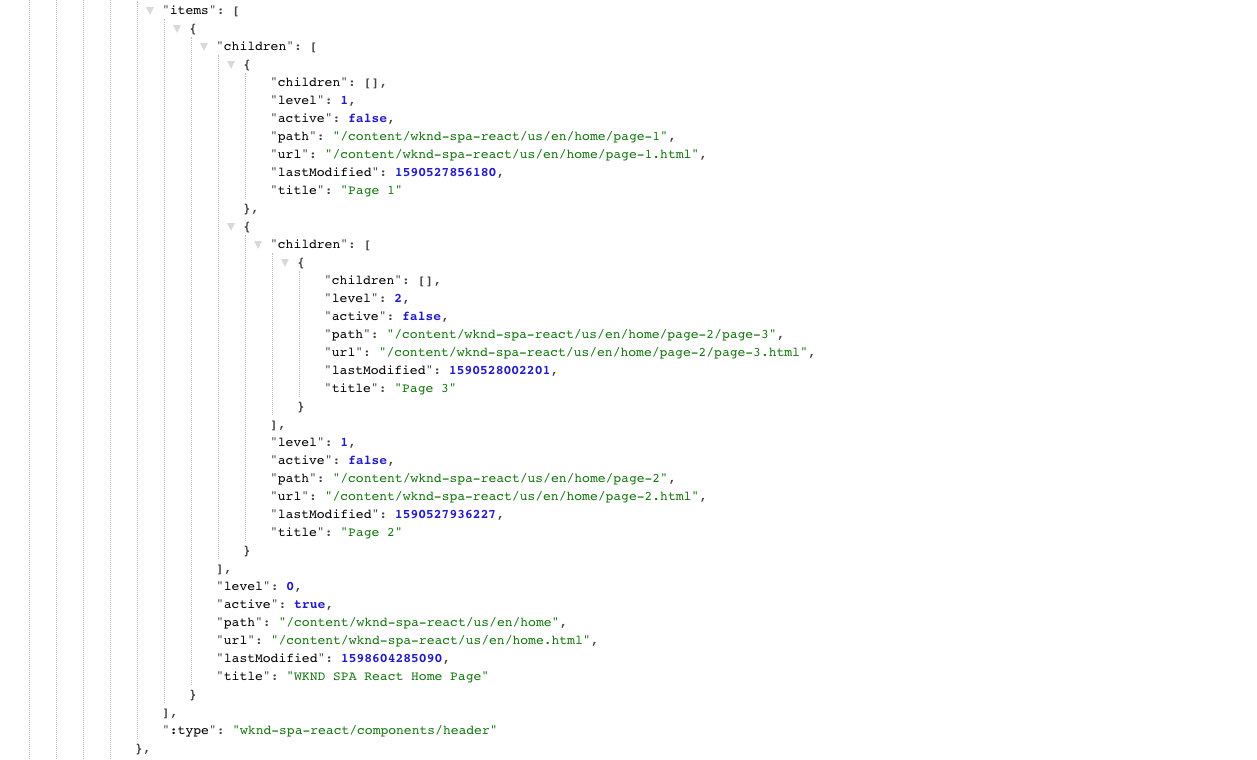 "items": [
{
"children": [
{
"children": [],
"level": 1,
"active": false,
"path": "/content/wknd-spa-react/us/en/home/page-1",
"url": "/content/wknd-spa-react/us/en/home/page-1.html",
"lastModified": 1590527856180,
"title": "Page 1"
},
{
"children": [
{
"children": [],
"level": 2,
"active": false,
"path": "/content/wknd-spa-react/us/en/home/page-2/page-3",
"url": "/content/wknd-spa-react/us/en/home/page-2/page-3.html",
"lastModified": 1590528002201,
"title": "Page 3"
}
],
"level": 1,
"active": false,
"path": "/content/wknd-spa-react/us/en/home/page-2",
"url": "/content/wknd-spa-react/us/en/home/page-2.html",
"lastModified": 1590527936227,
"title": "Page 2"
}
],
"level": 0,
"active": true,
"path": "/content/wknd-spa-react/us/en/home",
"url": "/content/wknd-spa-react/us/en/home.html",
"lastModified": 1598604285090,
"title": "WKND SPA React Home Page"
}
],
":type": "wknd-spa-react/components/header"
},